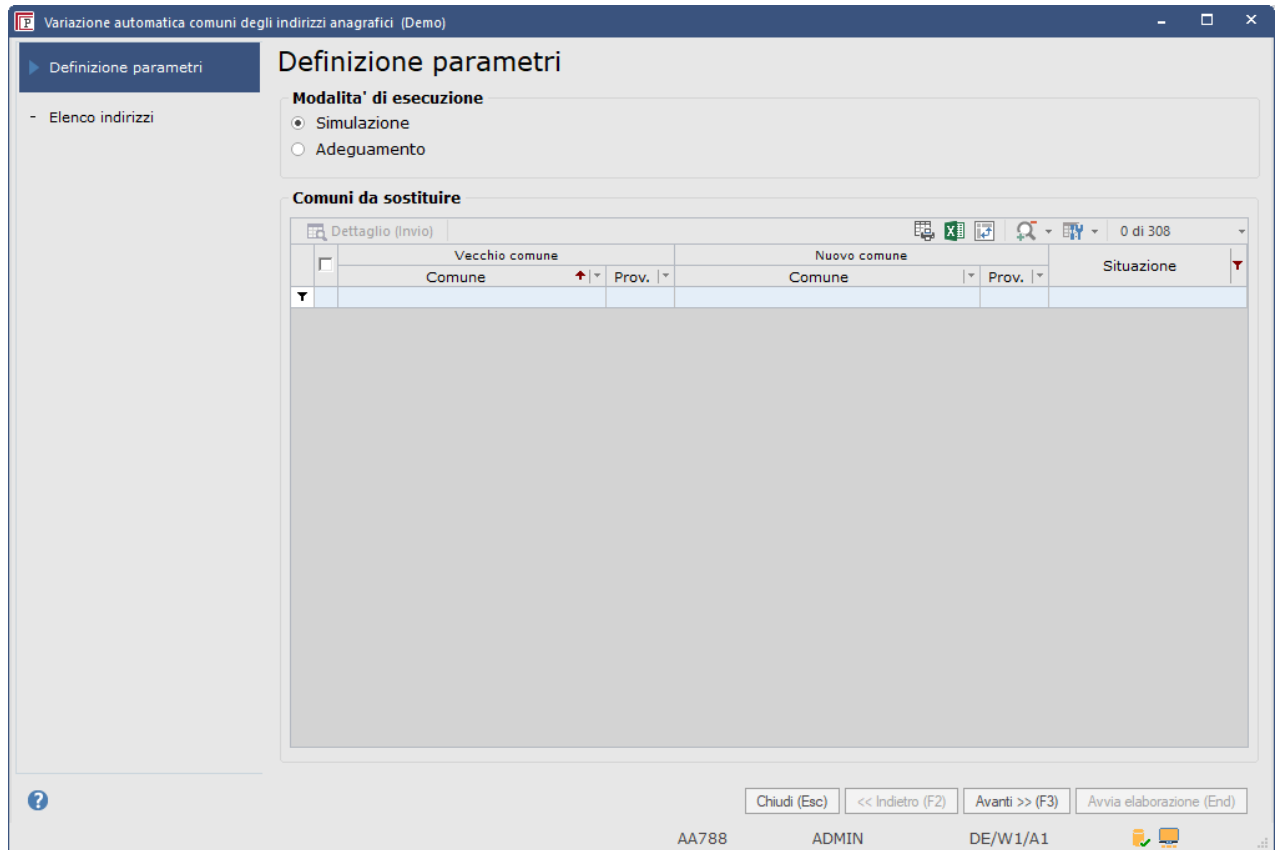 Variazione automatica comuni degli indirizzi anagrafici (Demo)
Definizione parametri
- Elenco indirizzi
Definizione parametri
Modalita' di esecuzione
Simulazione
Adeguamento
Comuni da sostituire
Dettaglio (Invio)
0 di 308
Vecchio comune
Nuovo comune
Situazione
Comune
Prov.
Comune
Prov.
Chiudi (Esc)
<< Indietro (F2)
Avanti >> (F3)
Avvia elaborazione (End)
AA788
ADMIN
DE/W1/A1